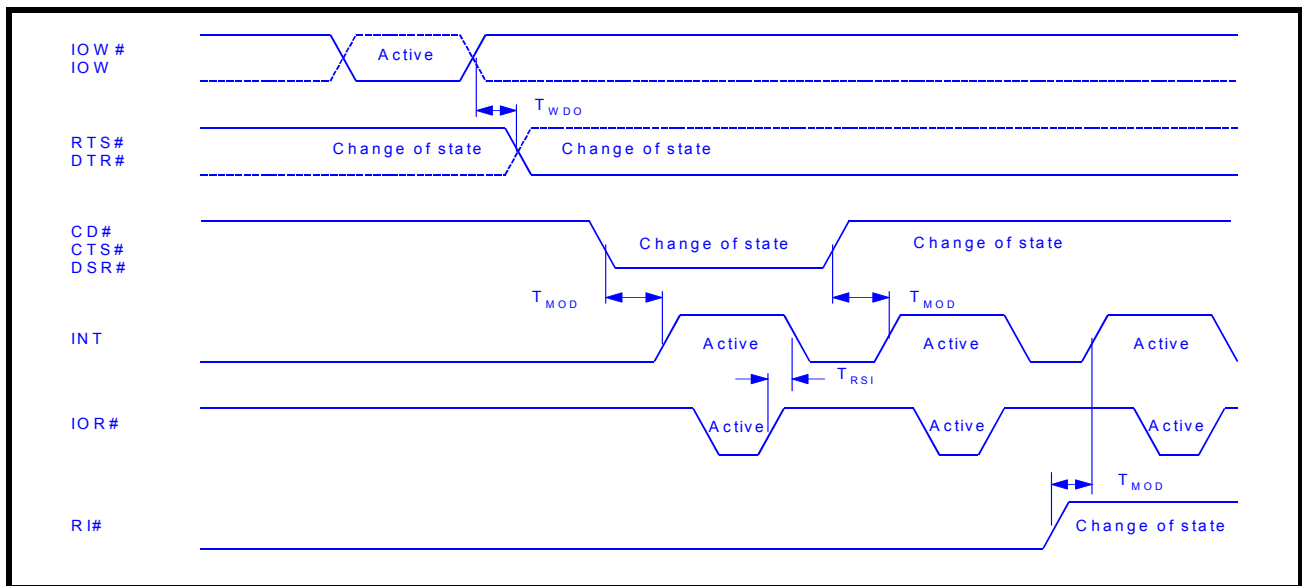 IOW#
IOW
Active
TWDO
RTS#
DTR#
Change of state
Change of state
CD#
CTS#
DSR#
Change of state
Change of state
TMOD
TMOD
INT
Active
Active
Active
TRSI
IOR#
Active
Active
Active
TMOD
RI#
Change of state